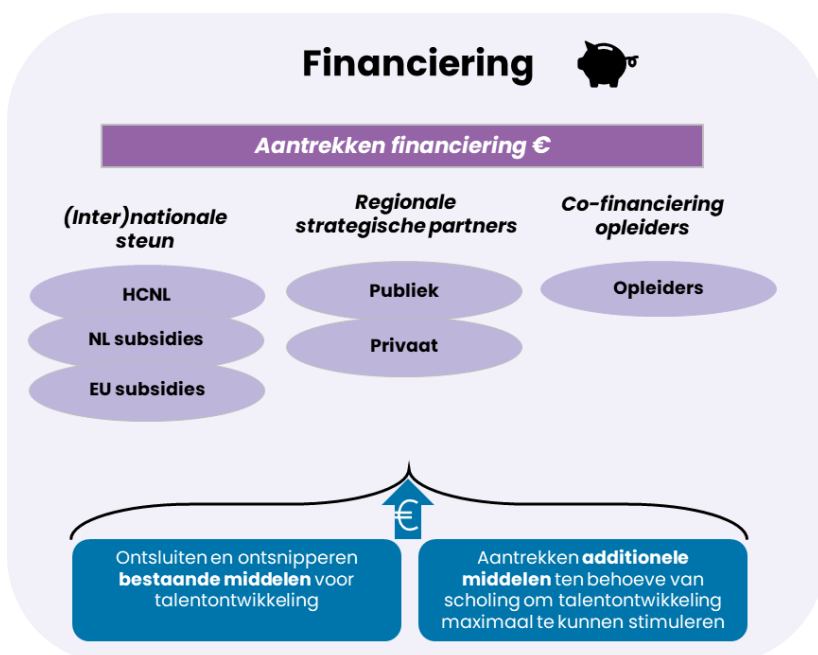 Financiering
Aantrekken financiering €
(Inter)nationale
steun
HCNL
NL subsidies
EU subsidies
Regionale
strategische partners
Publiek
Privaat
Co-financiering
opleiders
Opleiders
€
Ontsluiten en ontsnipperen
bestaande middelen voor
talentontwikkeling
Aantrekken additionele
middelen ten behoeve van
scholing om talentontwikkeling
maximaal te kunnen stimuleren